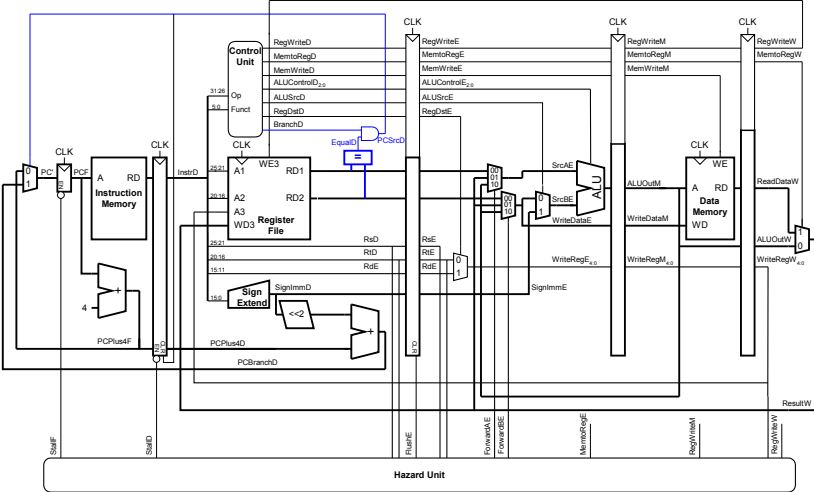 CLK CLK CLK
RegWriteD RegWriteE RegWriteM RegWriteW
Control
Unit
MemtoRegD MemtoRegE MemtoRegM MemtoRegW
MemWriteD MemWriteE MemWriteM
ALUControlD2:0 ALUControlE2:0
31:26 Op
ALUSrcD ALUSrcE
5:0 Funct
RegDstD RegDstE
BranchD
EqualD PCSrcD
CLK CLK CLK CLK
=
WE3 WE
0 1 PC' PCF EN
A RD
Instruction
Memory
InstrD
25:21 A1 RD1
00 01 10 SrcAE
20:16 A2 RD2
00 01 10 0 1 SrcBE
ALU ALUOutM
A RD
Data
Memory
ReadDataW
A3
WD3
Register
File
WriteDataE WriteDataM WD
1 0
ALUOutW
25:21 RsD RsE
20:16 RtD RtE
15:11 RdD RdE
0 1
WriteRegE4:0 WriteRegM4:0 WriteRegW4:0
15:0 Sign
Extend
SignImmD SignImmE
<<2
4 +
+
PCPlus4F EN CLR PCPlus4D CLR
PCBranchD
ResultW
StallF StallD FlushE ForwardAE ForwardBE MemtoRegE RegWriteM RegWriteW
Hazard Unit